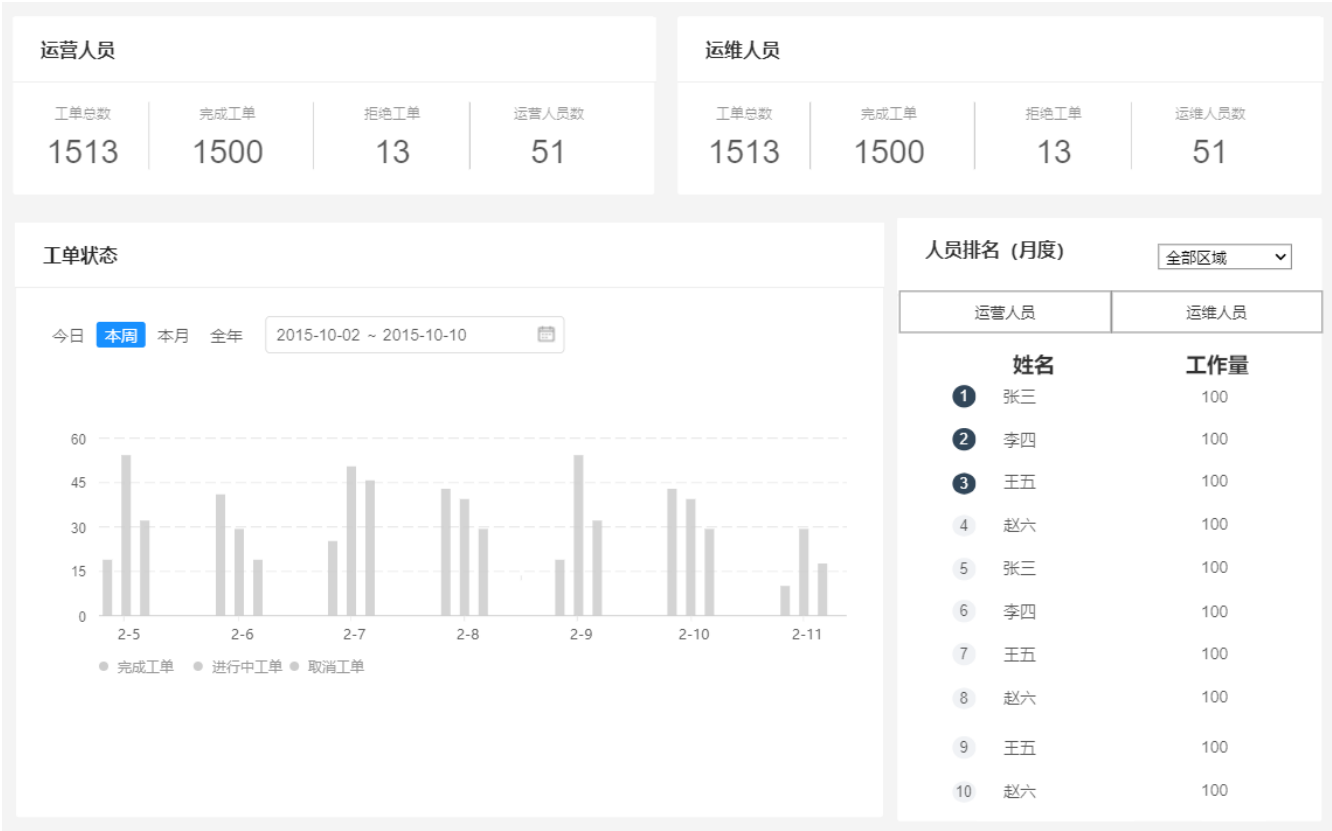 运营人员
工单总数 完成工单 拒绝工单 运营人员数
1513 1500 13 51
运维人员
工单总数 完成工单 拒绝工单 运维人员数
1513 1500 13 51
工单状态
今日 本周 本月 全年 2015-10-02 ~ 2015-10-10
60
45
30
15
0
2-5 2-6 2-7 2-8 2-9 2-10 2-11
完成工单 进行中工单 取消工单
人员排名（月度） 全部区域
运营人员 运维人员
姓名 工作量
1 张三 100
2 李四 100
3 王五 100
4 赵六 100
5 张三 100
6 李四 100
7 王五 100
8 赵六 100
9 王五 100
10 赵六 100